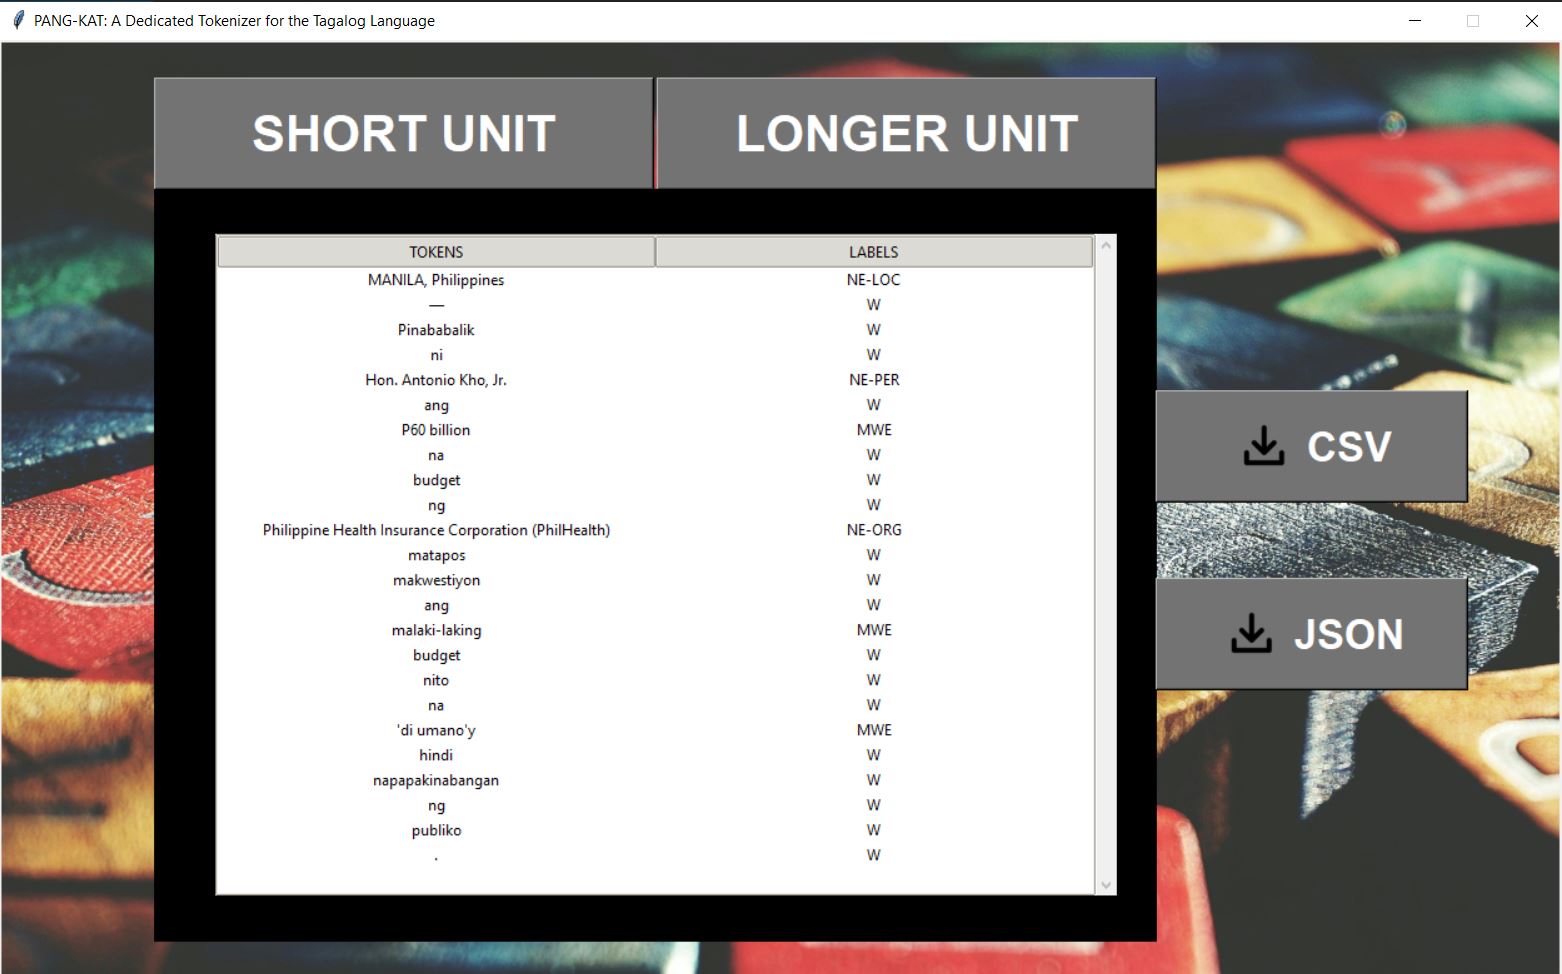 PANG-KAT: A Dedicated Tokenizer for the Tagalog Language
SHORT UNIT LONGER UNIT
TOKENS LABELS
MANILA, Philippines NE-LOC
— W
Pinababalik W
ni W
Hon. Antonio Kho, Jr. NE-PER
ang W
P60 billion MWE
na W
budget W
ng W
Philippine Health Insurance Corporation (PhilHealth) NE-ORG
matapos W
makwestiyon W
ang W
malaki-laking MWE
budget W
nito W
na W
'di umano'y MWE
hindi W
napapakinabangan W
ng W
publiko W
. W
CSV
JSON